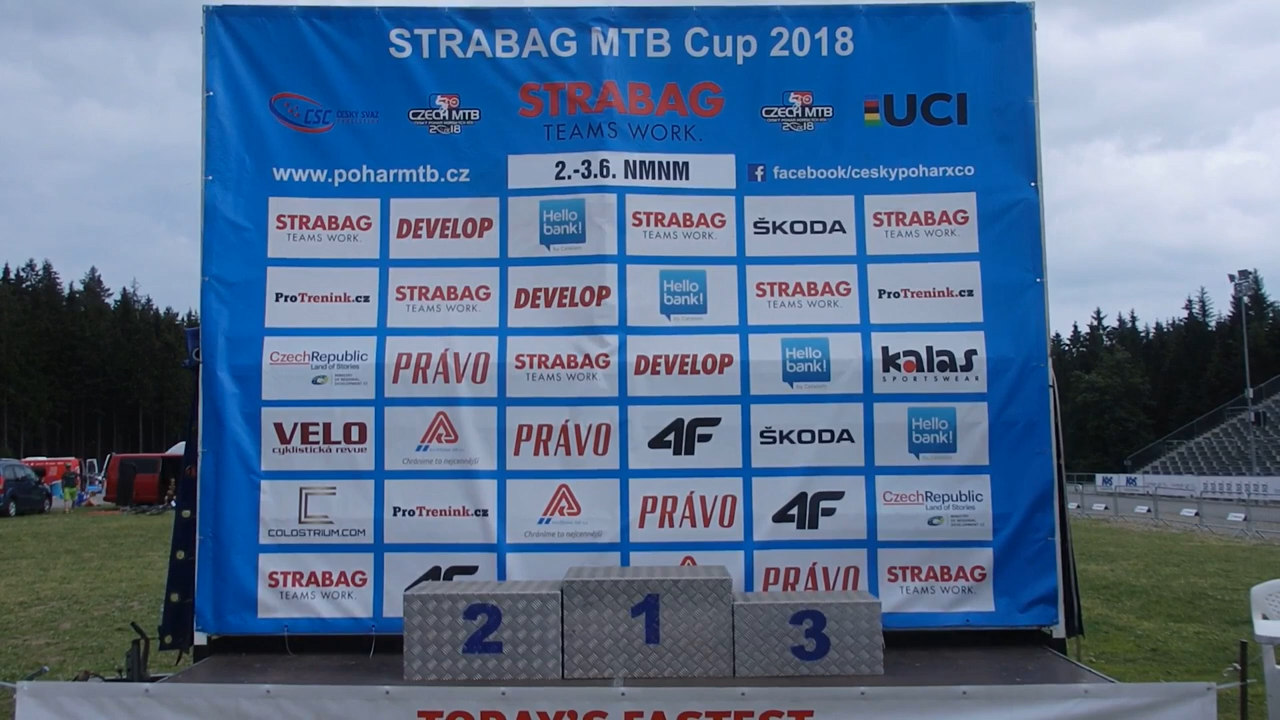 STRABAG MTB Cup 2018
CSC ČESKÝ SVAZ
CZECH MTB
2018
STRABAG
TEAMS WORK.
CZECH MTB
2018
UCI
www.poharmtb.cz
2.-3.6. NMNM
facebook/ceskypoharxco
STRABAG
TEAMS WORK.
DEVELOP
Hello bank!
STRABAG
TEAMS WORK.
ŠKODA
STRABAG
TEAMS WORK.
ProTrenink.cz
STRABAG
TEAMS WORK.
DEVELOP
Hello bank!
STRABAG
TEAMS WORK.
ProTrenink.cz
CzechRepublic
Land of Stories
PRÁVO
STRABAG
TEAMS WORK.
DEVELOP
Hello bank!
kalas
SPORTSWEAR
VELO
cyklistická revue
Chráníme to nejcennější
PRÁVO
4F
ŠKODA
Hello bank!
COLOSTRIUM.COM
ProTrenink.cz
Chráníme to nejcennější
PRÁVO
4F
CzechRepublic
Land of Stories
STRABAG
TEAMS WORK.
4F
PRÁVO
STRABAG
TEAMS WORK.
2
1
3
TODAY'S FASTEST